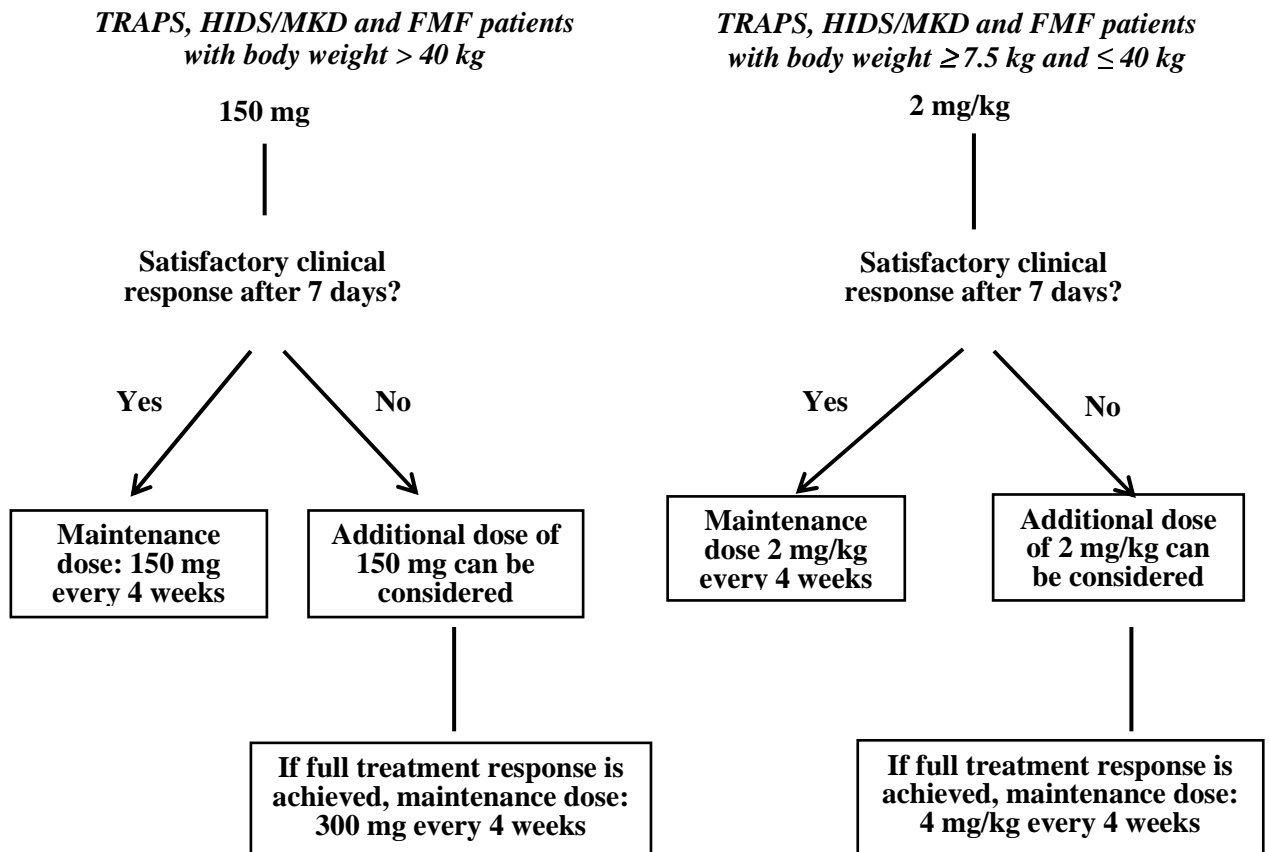 TRAPS, HIDS/MKD and FMF patients
with body weight > 40 kg
150 mg
Satisfactory clinical
response after 7 days?
Yes
No
Maintenance
dose: 150 mg
every 4 weeks
Additional dose of
150 mg can be
considered
If full treatment response is
achieved, maintenance dose:
300 mg every 4 weeks
TRAPS, HIDS/MKD and FMF patients
with body weight ≥ 7.5 kg and ≤ 40 kg
2 mg/kg
Satisfactory clinical
response after 7 days?
Yes
No
Maintenance
dose 2 mg/kg
every 4 weeks
Additional dose
of 2 mg/kg can
be considered
If full treatment response is
achieved, maintenance dose:
4 mg/kg every 4 weeks